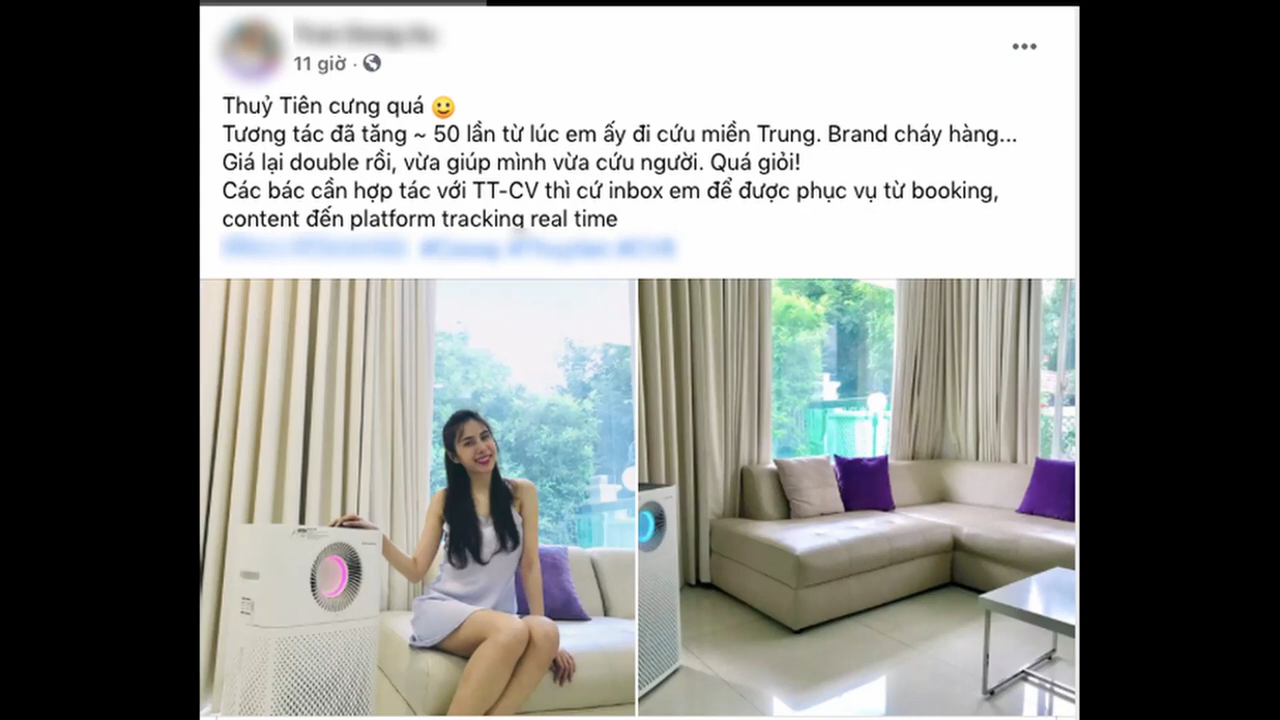 11 giờ ·
Thuỷ Tiên cưng quá 🙂
Tương tác đã tăng ~ 50 lần từ lúc em ấy đi cứu miền Trung. Brand cháy hàng...
Giá lại double rồi, vừa giúp mình vừa cứu người. Quá giỏi!
Các bác cần hợp tác với TT-CV thì cứ inbox em để được phục vụ từ booking,
content đến platform tracking real time